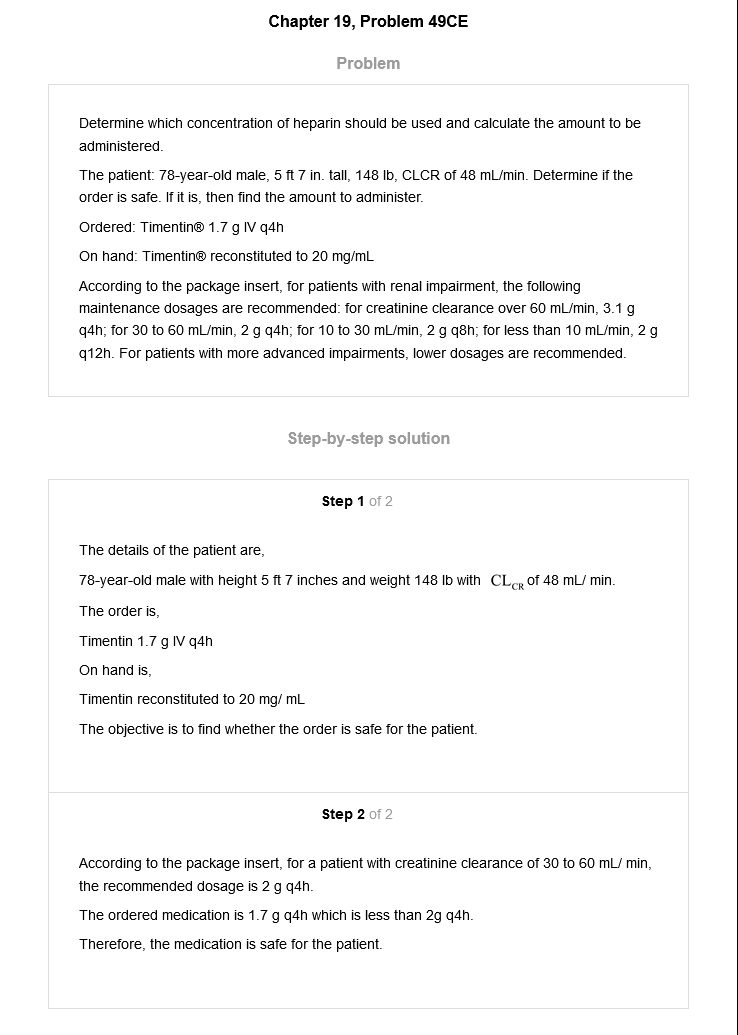 Chapter 19, Problem 49CE
Problem
Determine which concentration of heparin should be used and calculate the amount to be
administered.
The patient: 78-year-old male, 5 ft 7 in. tall, 148 lb, CLCR of 48 mL/min. Determine if the
order is safe. If it is, then find the amount to administer.
Ordered: Timentin® 1.7 g IV q4h
On hand: Timentin® reconstituted to 20 mg/mL
According to the package insert, for patients with renal impairment, the following
maintenance dosages are recommended: for creatinine clearance over 60 mL/min, 3.1 g
q4h; for 30 to 60 mL/min, 2 g q4h; for 10 to 30 mL/min, 2 g q8h; for less than 10 mL/min, 2 g
q12h. For patients with more advanced impairments, lower dosages are recommended.
Step-by-step solution
Step 1 of 2
The details of the patient are,
78-year-old male with height 5 ft 7 inches and weight 148 lb with CLCR of 48 mL/ min.
The order is,
Timentin 1.7 g IV q4h
On hand is,
Timentin reconstituted to 20 mg/ mL
The objective is to find whether the order is safe for the patient.
Step 2 of 2
According to the package insert, for a patient with creatinine clearance of 30 to 60 mL/ min,
the recommended dosage is 2 g q4h.
The ordered medication is 1.7 g q4h which is less than 2g q4h.
Therefore, the medication is safe for the patient.